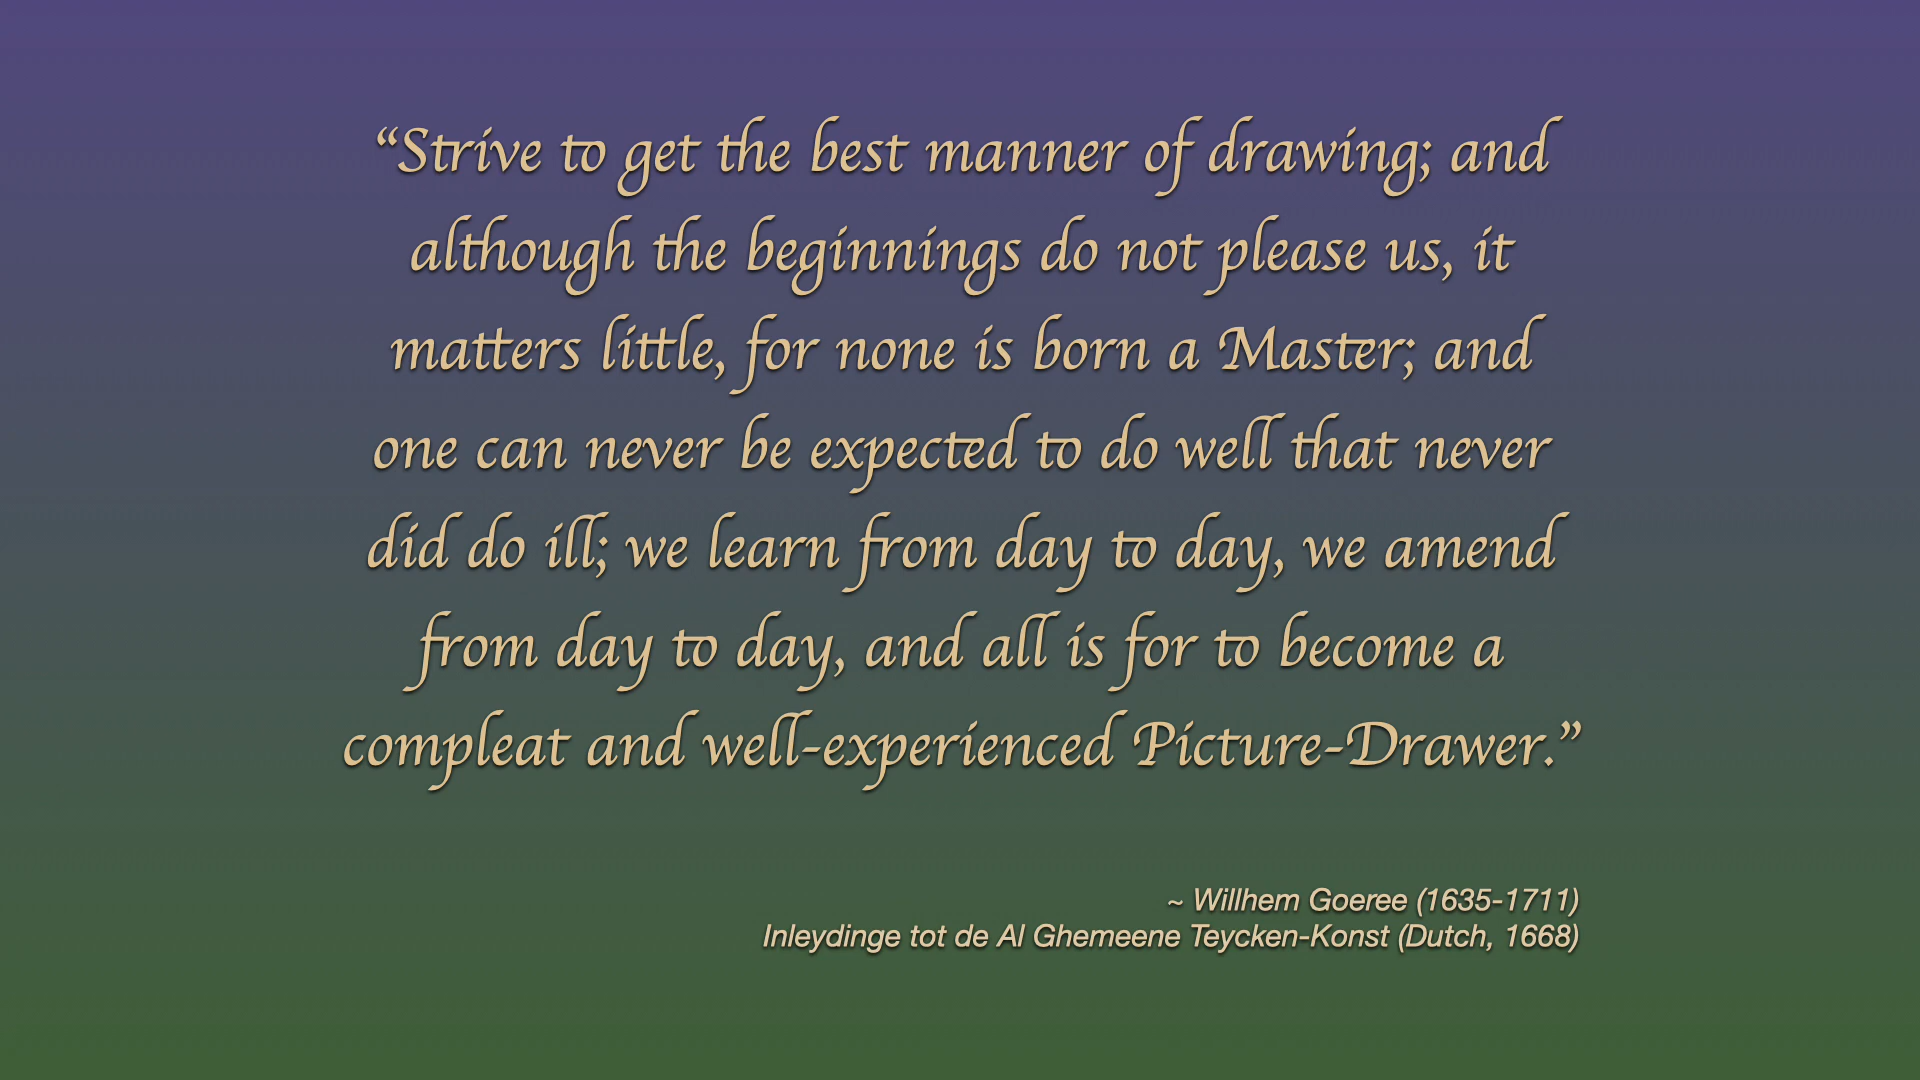 “Strive to get the best manner of drawing; and
although the beginnings do not please us, it
matters little, for none is born a Master; and
one can never be expected to do well that never
did do ill; we learn from day to day, we amend
from day to day, and all is for to become a
compleat and well-experienced Picture-Drawer.”
~ Willhem Goeree (1635-1711)
Inleydinge tot de Al Ghemeene Teycken-Konst (Dutch, 1668)